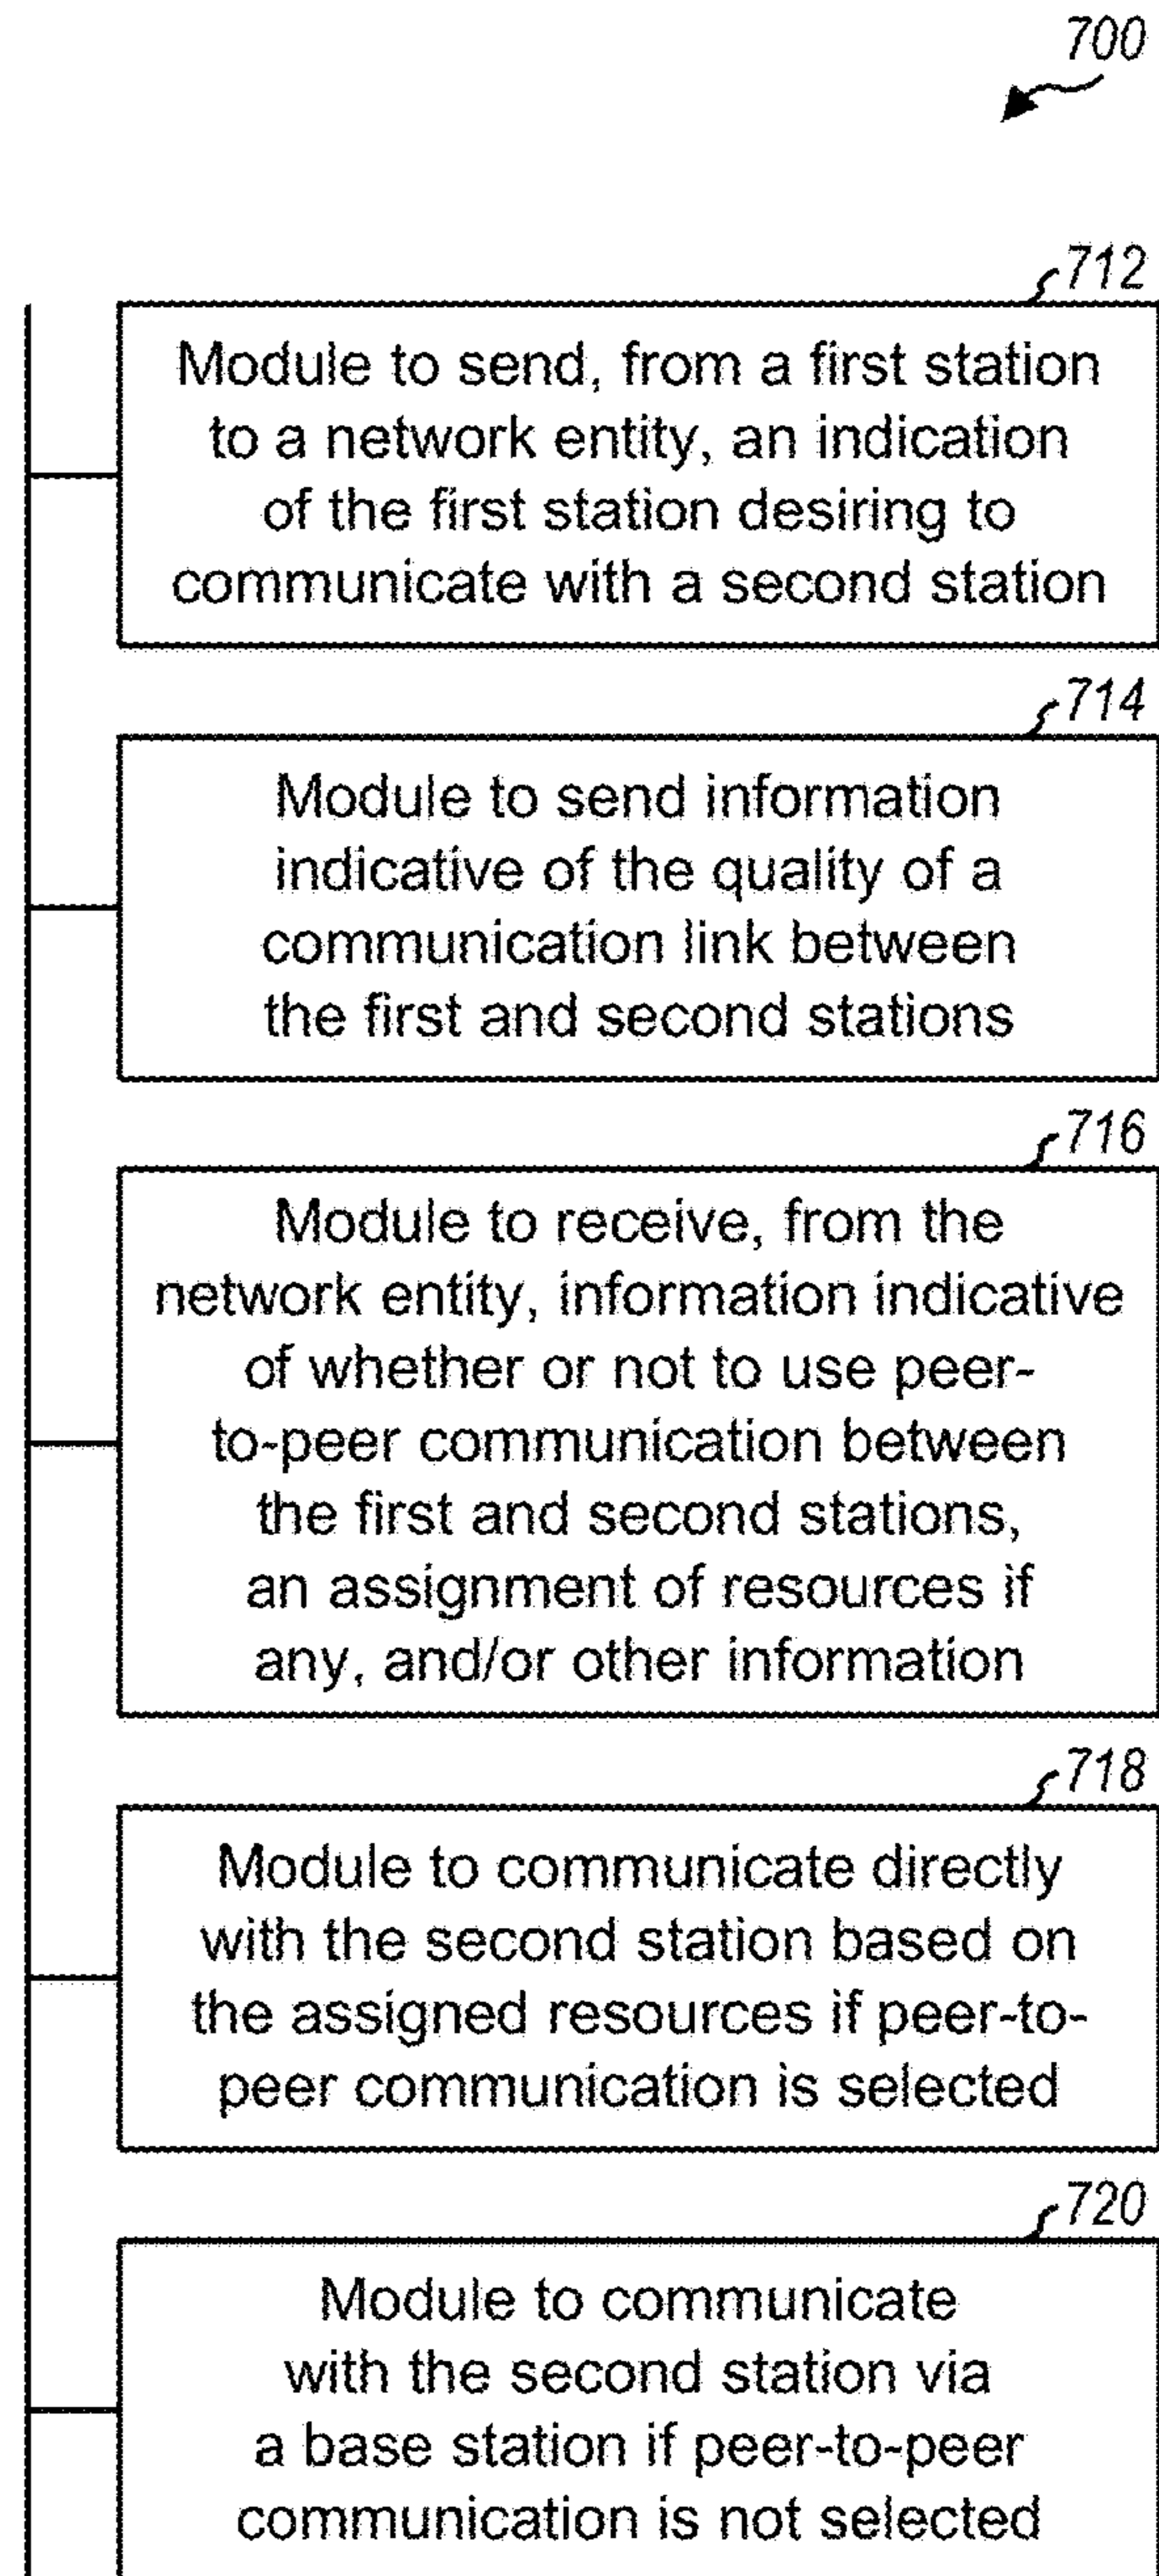 700
712
Module to send, from a first station
to a network entity, an indication
of the first station desiring to
communicate with a second station
714
Module to send information
indicative of the quality of a
communication link between
the first and second stations
716
Module to receive, from the
network entity, information indicative
of whether or not to use peer-
to-peer communication between
the first and second stations,
an assignment of resources if
any, and/or other information
718
Module to communicate directly
with the second station based on
the assigned resources if peer-to-
peer communication is selected
720
Module to communicate
with the second station via
a base station if peer-to-peer
communication is not selected